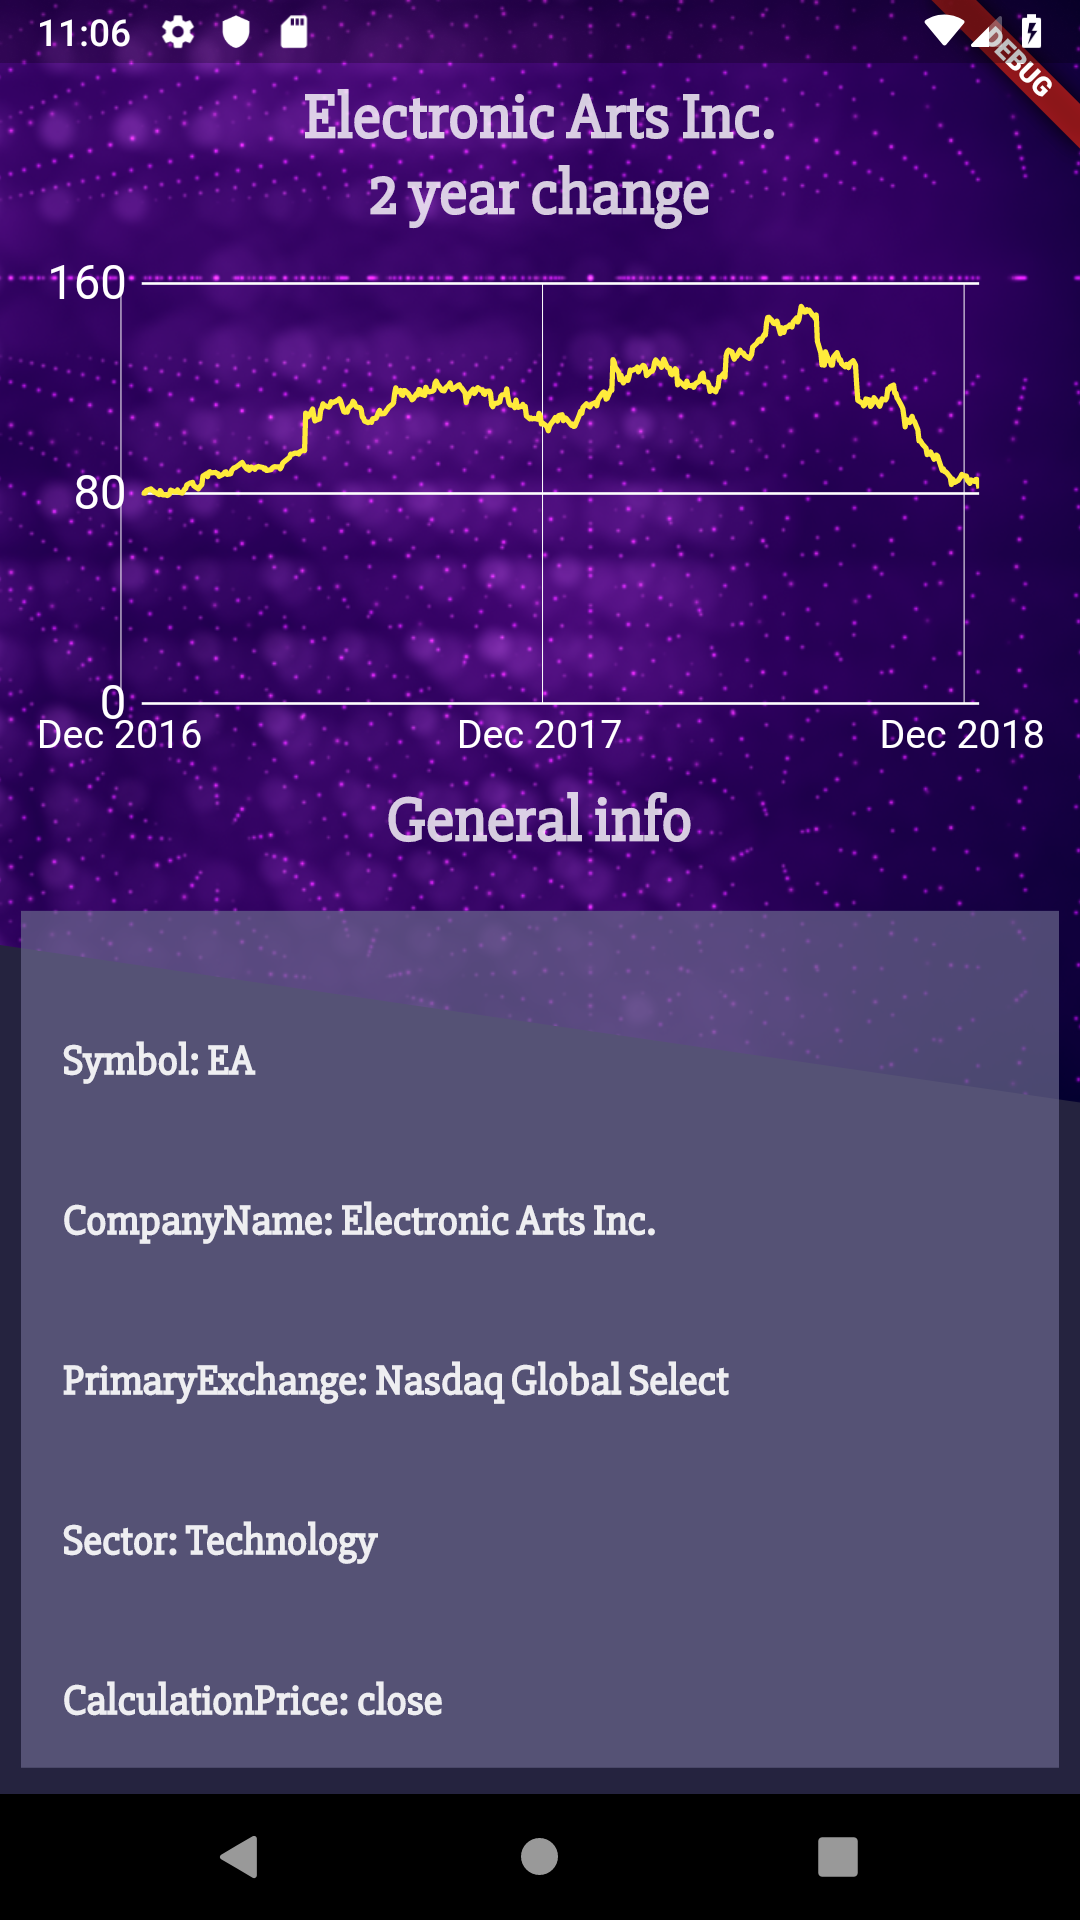 11:06
DEBUG
Electronic Arts Inc.
2 year change
160
80
0
Dec 2016 Dec 2017 Dec 2018
General info
Symbol: EA
CompanyName: Electronic Arts Inc.
PrimaryExchange: Nasdaq Global Select
Sector: Technology
CalculationPrice: close